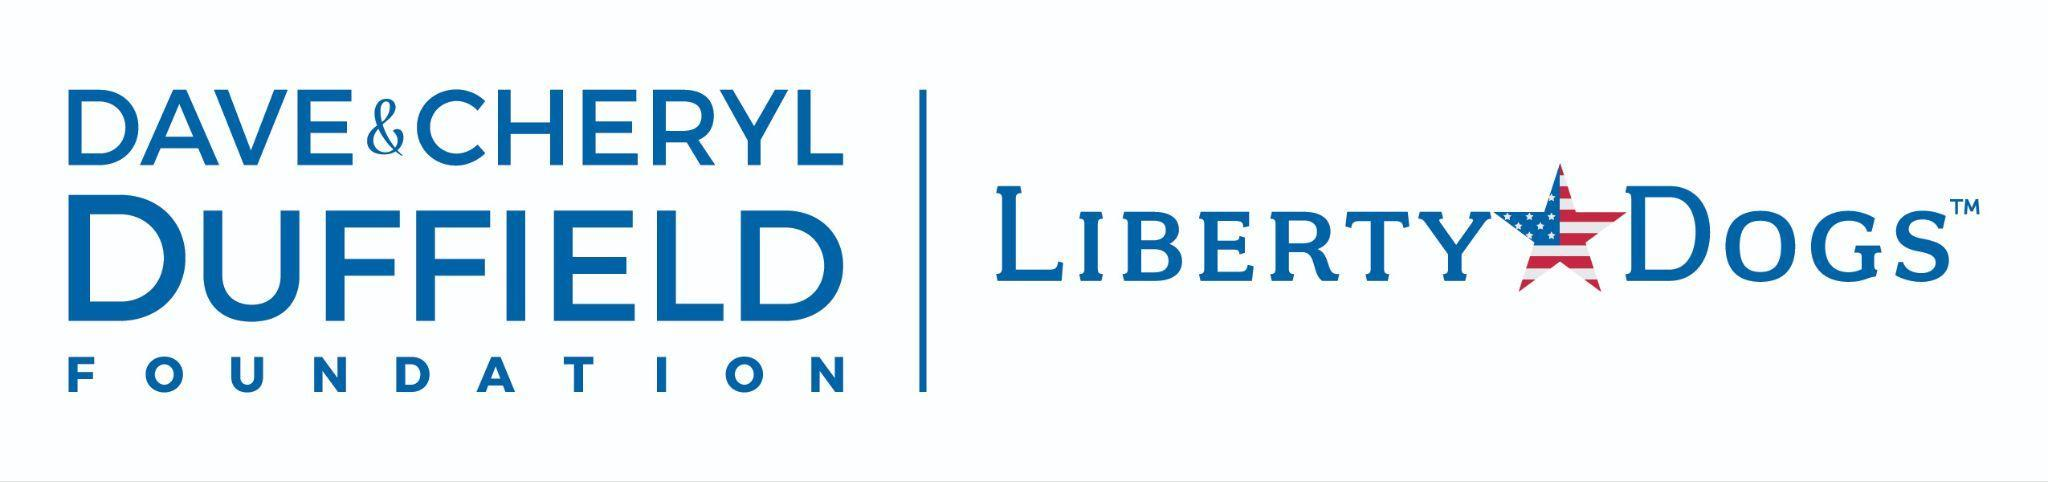 DAVE & CHERYL
DUFFIELD
FOUNDATION
LIBERTY DOGS™